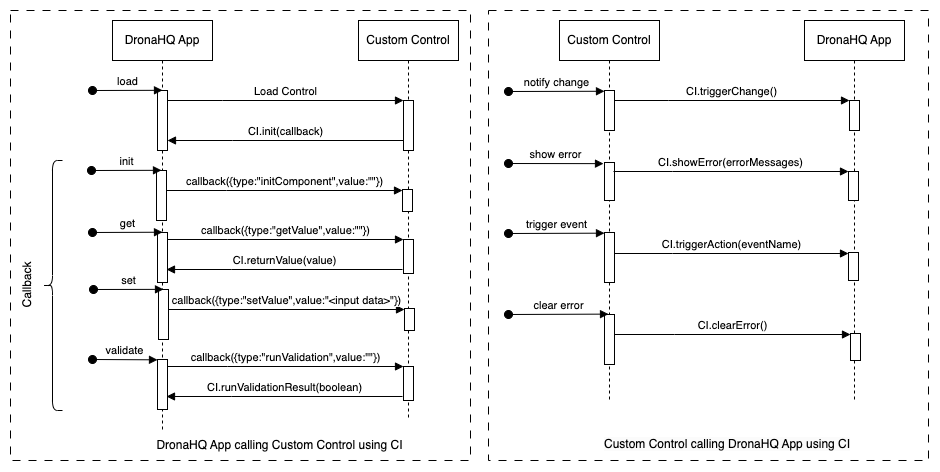 DronaHQ App
Custom Control
load
Load Control
CI.init(callback)
init
callback({type:"initComponent",value:""})
get
callback({type:"getValue",value:""})
CI.returnValue(value)
Callback
set
callback({type:"setValue",value:"<input data>"})
validate
callback({type:"runValidation",value:""})
CI.runValidationResult(boolean)
DronaHQ App calling Custom Control using CI
Custom Control
DronaHQ App
notify change
CI.triggerChange()
show error
CI.showError(errorMessages)
trigger event
CI.triggerAction(eventName)
clear error
CI.clearError()
Custom Control calling DronaHQ App using CI